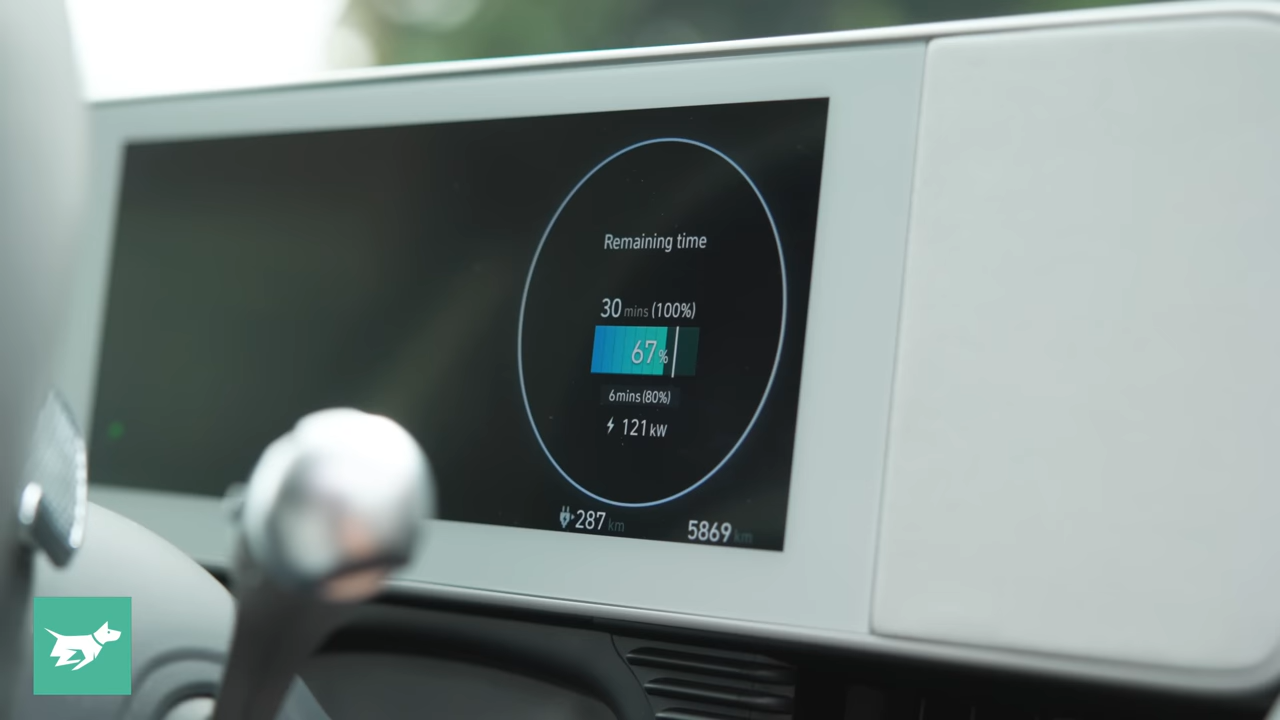 Remaining time
30 mins (100%)
67%
6mins (80%)
121 kW
287 km
5869 km